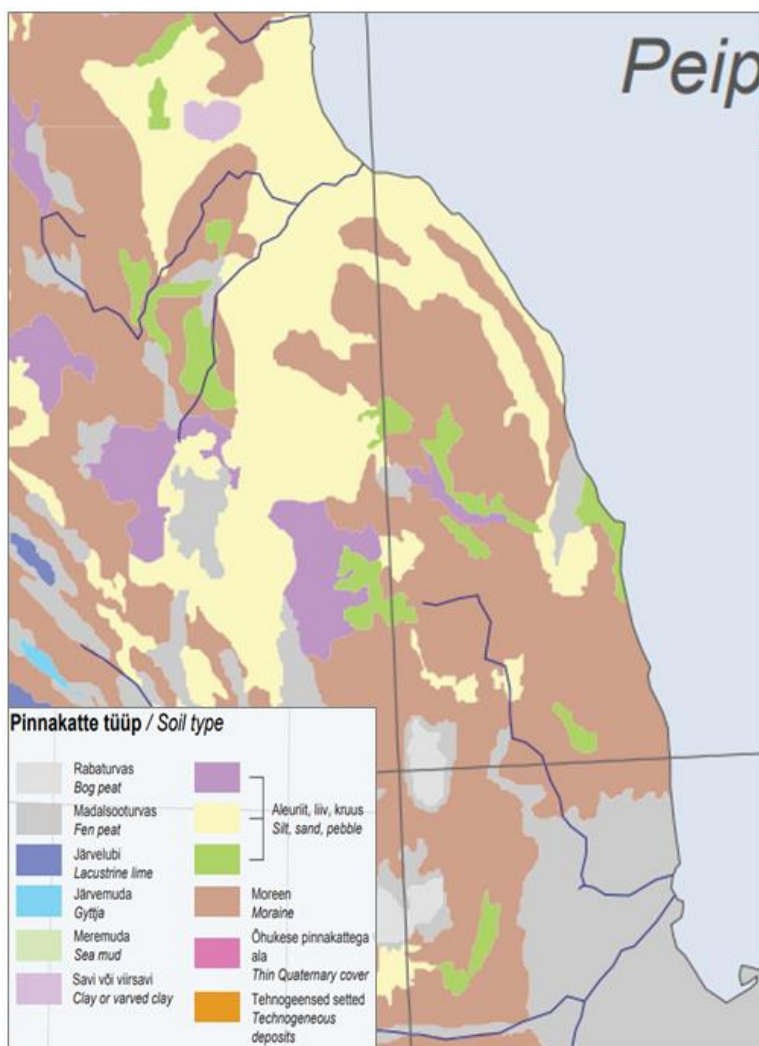 Peip
Pinnakatte tüüp / Soil type
Rabaturvas
Bog peat
Madalsooturvas
Fen peat
Järvelubi
Lacustrine lime
Järvemuda
Gyttja
Meremuda
Sea mud
Savi või viirsavi
Clay or varved clay
Aleuriit, liiv, kruus
Silt, sand, pebble
Moreen
Moraine
Õhukese pinnakattega
ala
Thin Quaternary cover
Tehnogeensed setted
Technogeneous
deposits